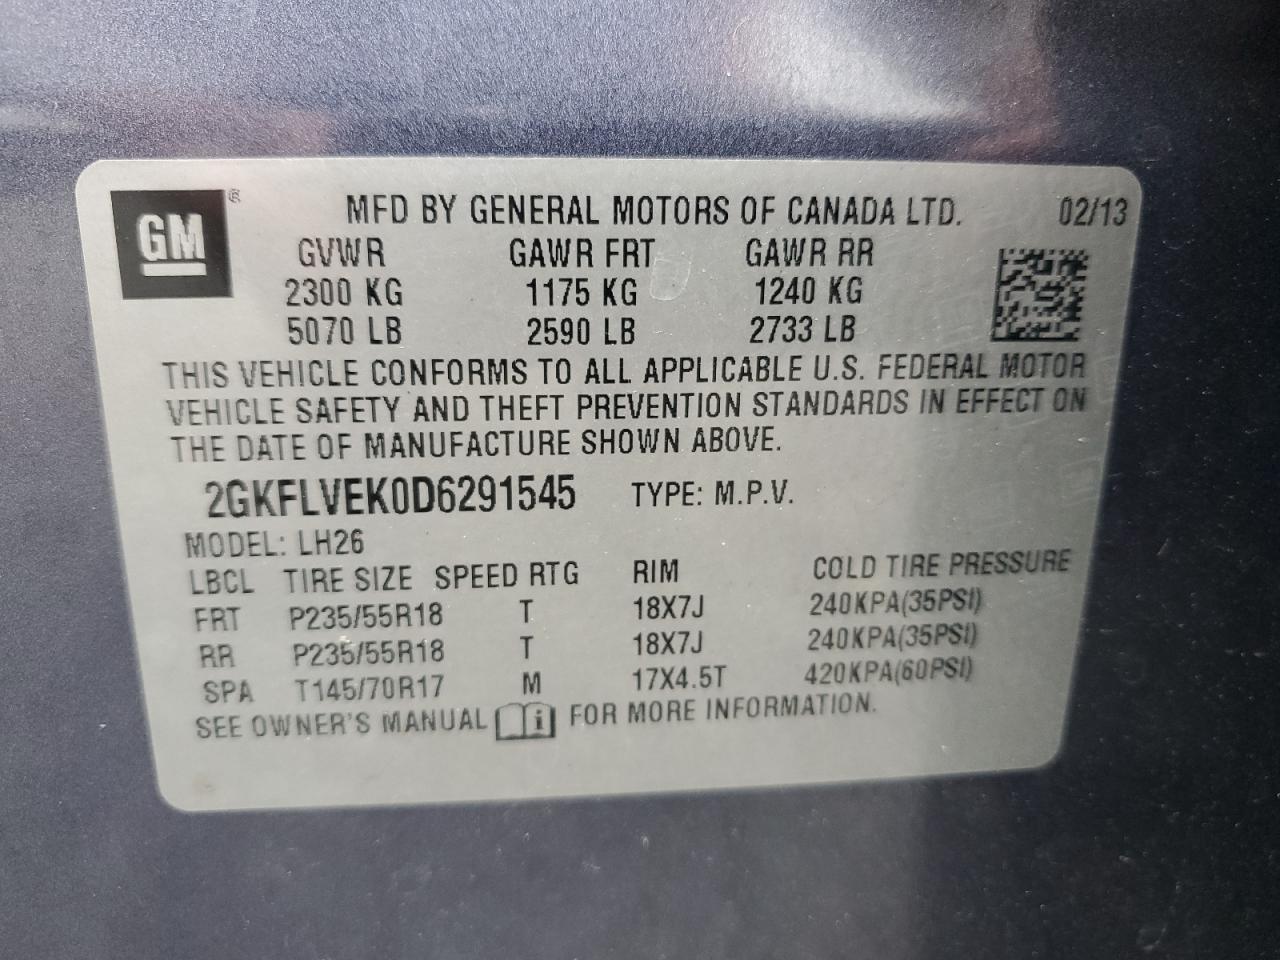 GM ®
MFD BY GENERAL MOTORS OF CANADA LTD. 02/13
GVWR GAWR FRT GAWR RR
2300 KG 1175 KG 1240 KG
5070 LB 2590 LB 2733 LB
THIS VEHICLE CONFORMS TO ALL APPLICABLE U.S. FEDERAL MOTOR
VEHICLE SAFETY AND THEFT PREVENTION STANDARDS IN EFFECT ON
THE DATE OF MANUFACTURE SHOWN ABOVE.
2GKFLVEK0D6291545 TYPE: M.P.V.
MODEL: LH26
LBCL TIRE SIZE SPEED RTG RIM COLD TIRE PRESSURE
FRT P235/55R18 T 18X7J 240KPA(35PSI)
RR P235/55R18 T 18X7J 240KPA(35PSI)
SPA T145/70R17 M 17X4.5T 420KPA(60PSI)
SEE OWNER'S MANUAL i FOR MORE INFORMATION.